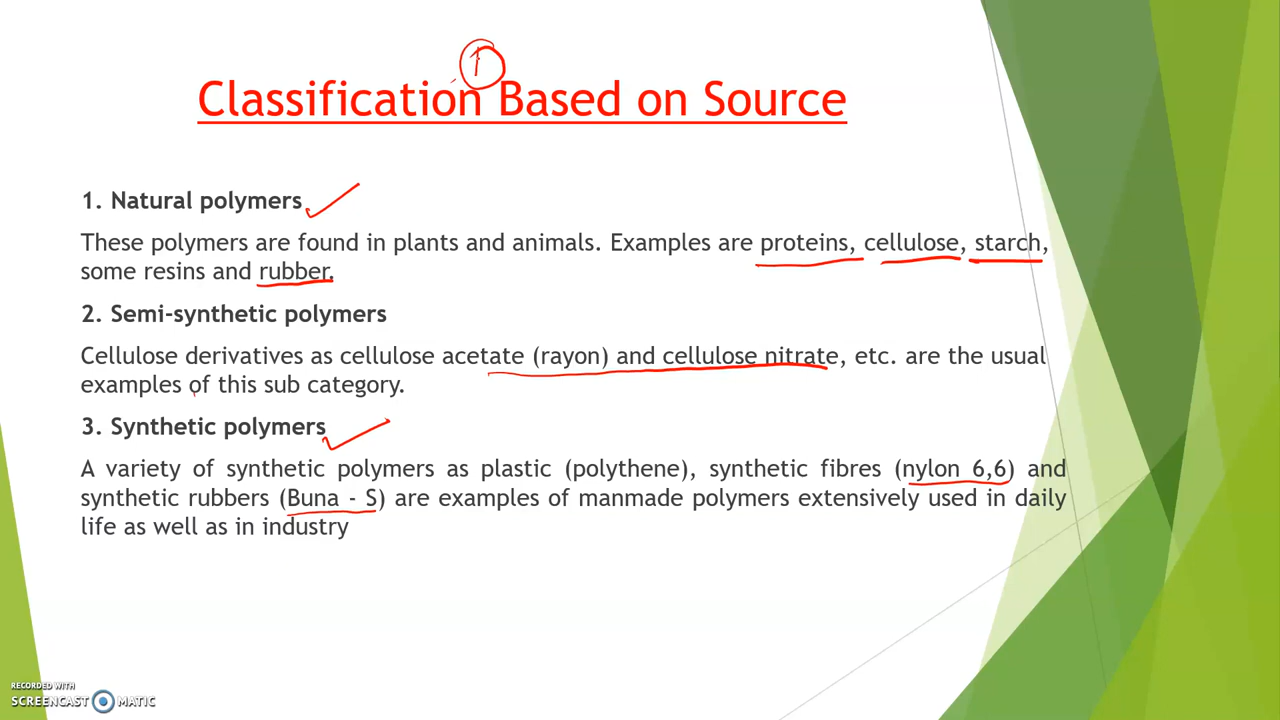 1
Classification Based on Source
1. Natural polymers
These polymers are found in plants and animals. Examples are proteins, cellulose, starch,
some resins and rubber.
2. Semi-synthetic polymers
Cellulose derivatives as cellulose acetate (rayon) and cellulose nitrate, etc. are the usual
examples of this sub category.
3. Synthetic polymers
A variety of synthetic polymers as plastic (polythene), synthetic fibres (nylon 6,6) and
synthetic rubbers (Buna - S) are examples of manmade polymers extensively used in daily
life as well as in industry
RECORDED WITH
SCREENCAST MATIC